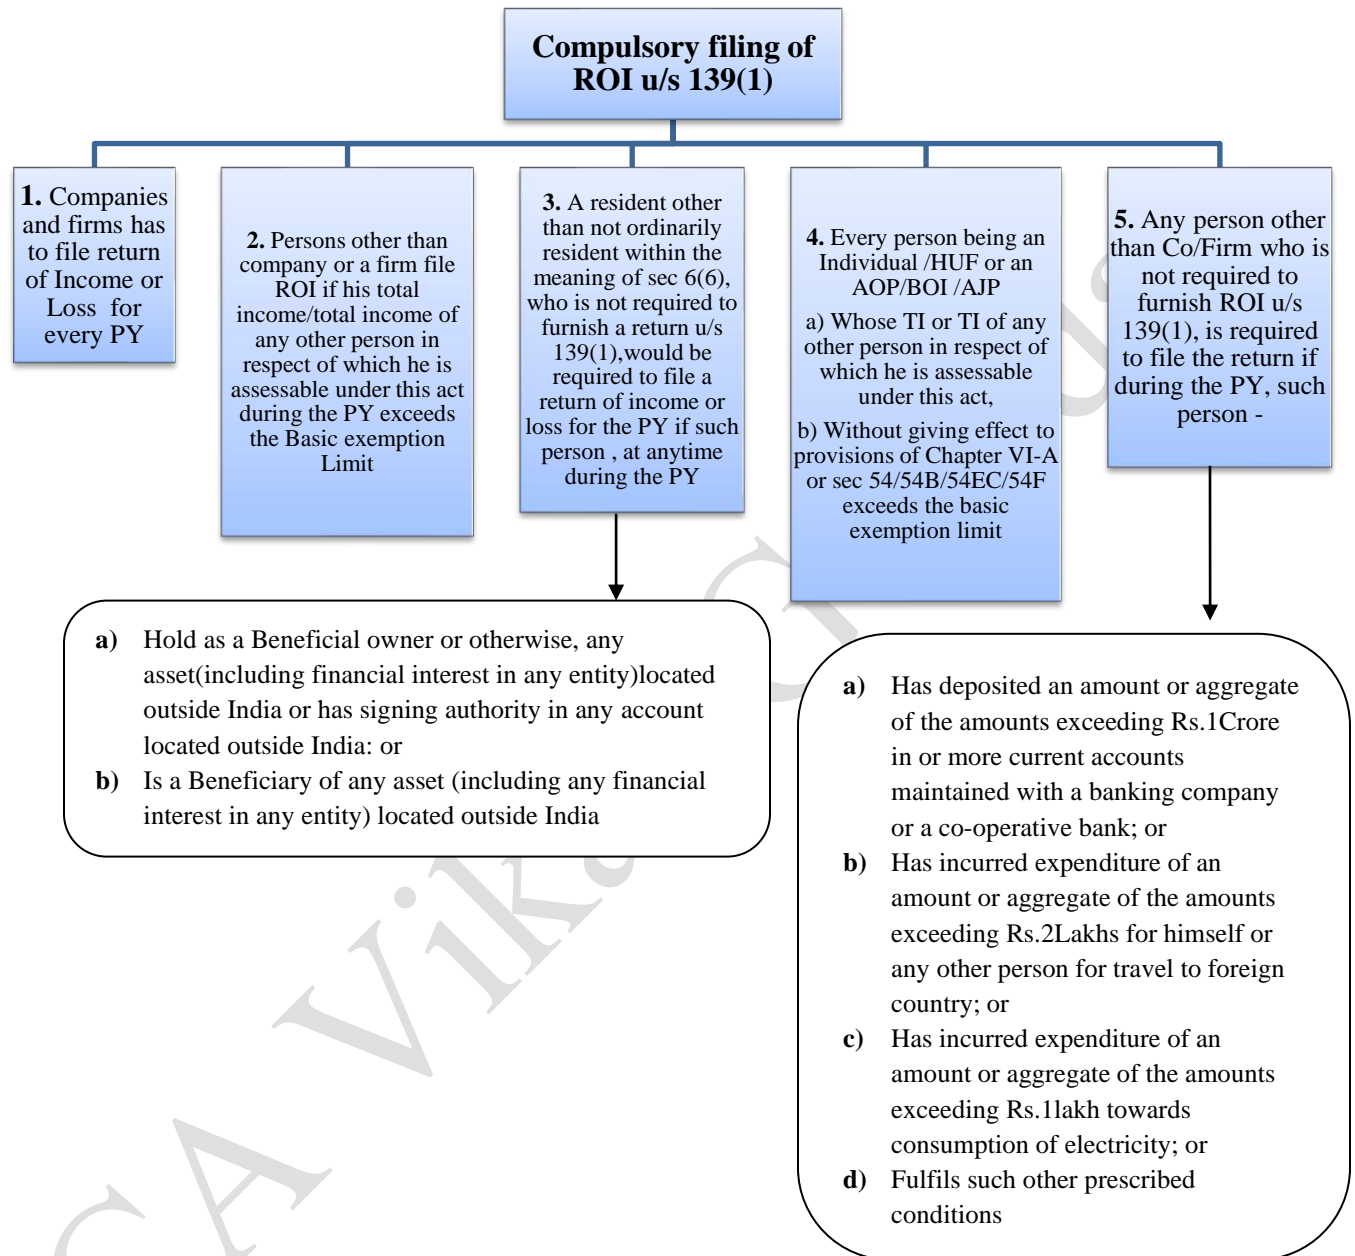 Compulsory filing of
ROI u/s 139(1)
1. Companies
and firms has
to file return
of Income or
Loss for
every PY
2. Persons other than
company or a firm file
ROI if his total
income/total income of
any other person in
respect of which he is
assessable under this act
during the PY exceeds
the Basic exemption
Limit
3. A resident other
than not ordinarily
resident within the
meaning of sec 6(6),
who is not required to
furnish a return u/s
139(1),would be
required to file a
return of income or
loss for the PY if such
person , at anytime
during the PY
4. Every person being an
Individual /HUF or an
AOP/BOI /AJP
a) Whose TI or TI of any
other person in respect of
which he is assessable
under this act,
b) Without giving effect to
provisions of Chapter VI-A
or sec 54/54B/54EC/54F
exceeds the basic
exemption limit
5. Any person other
than Co/Firm who is
not required to
furnish ROI u/s
139(1), is required
to file the return if
during the PY, such
person -
a) Hold as a Beneficial owner or otherwise, any
asset(including financial interest in any entity)located
outside India or has signing authority in any account
located outside India: or
b) Is a Beneficiary of any asset (including any financial
interest in any entity) located outside India
a) Has deposited an amount or aggregate
of the amounts exceeding Rs.1Crore
in or more current accounts
maintained with a banking company
or a co-operative bank; or
b) Has incurred expenditure of an
amount or aggregate of the amounts
exceeding Rs.2Lakhs for himself or
any other person for travel to foreign
country; or
c) Has incurred expenditure of an
amount or aggregate of the amounts
exceeding Rs.1lakh towards
consumption of electricity; or
d) Fulfils such other prescribed
conditions
CA